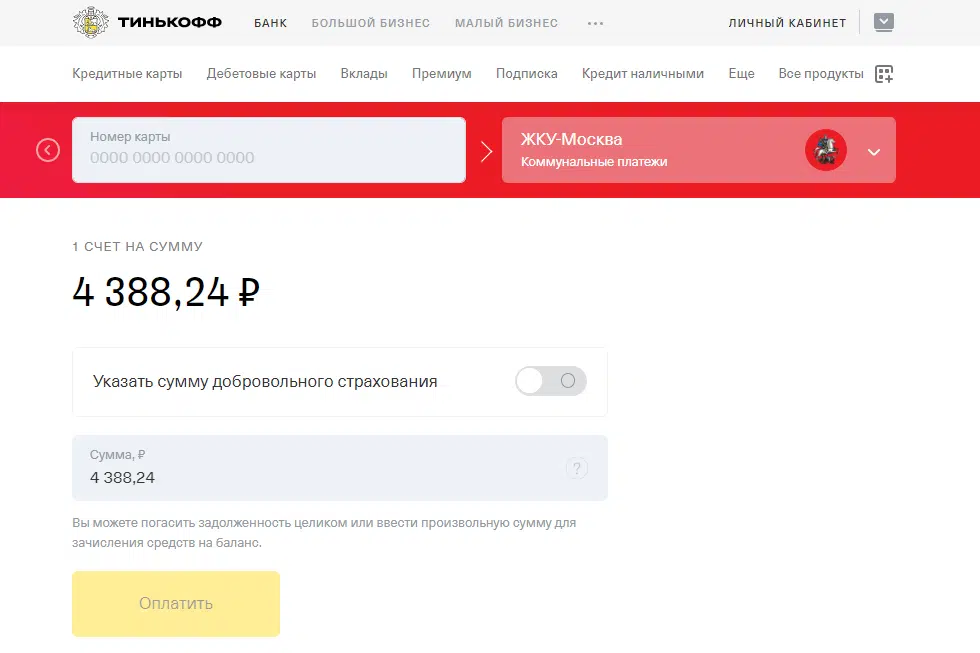 ТИНЬКОФФ БАНК БОЛЬШОЙ БИЗНЕС МАЛЫЙ БИЗНЕС ••• ЛИЧНЫЙ КАБИНЕТ
Кредитные карты Дебетовые карты Вклады Премиум Подписка Кредит наличными Еще Все продукты
Номер карты
0000 0000 0000 0000
ЖКУ-Москва
Коммунальные платежи
1 СЧЕТ НА СУММУ
4 388,24 ₽
Указать сумму добровольного страхования
Сумма, ₽
4 388,24
?
Вы можете погасить задолженность целиком или ввести произвольную сумму для
зачисления средств на баланс.
Оплатить